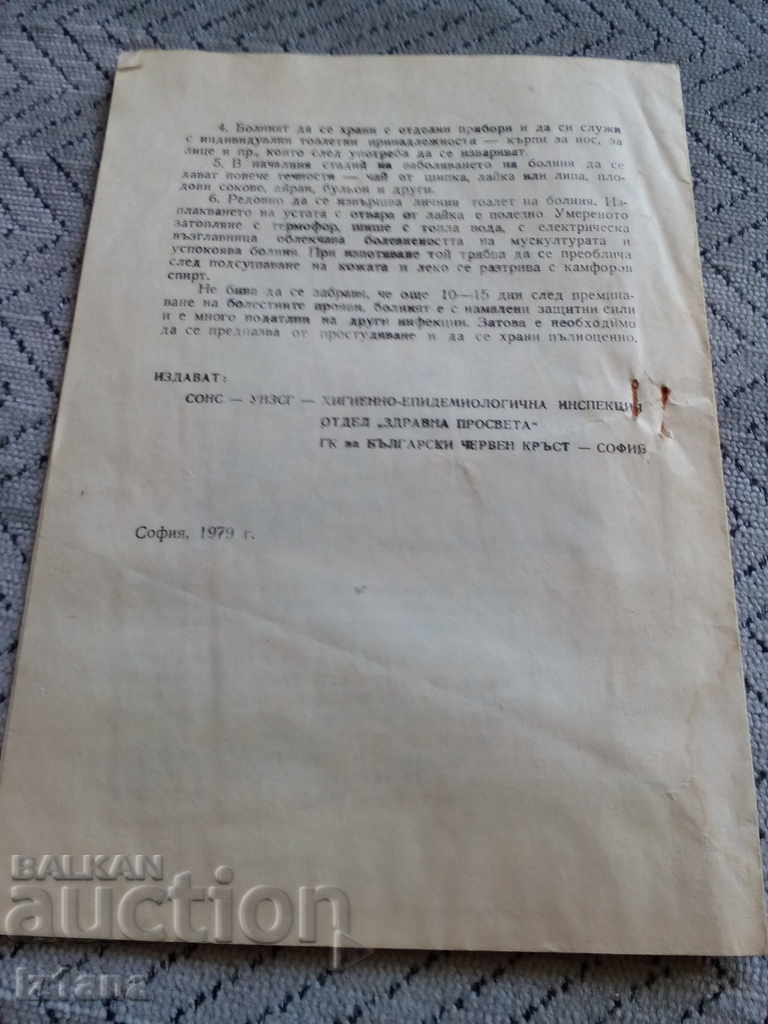 4. Болният да се храни с отделни прибори и да си служи
с индивидуални тоалетни принадлежности — кърпи за нос, за
лице и пр., които след употреба да се изваряват.
5. В началния стадий на заболяването на болния да се
дават повече течности — чай от шипка, лайка или липа, пло-
дови сокове, айран, бульон и други.
6. Редовно да се извършва личния тоалет на болния. Из-
плакването на устата с отвара от лайка е полезно Умереното
затопляне с термофор, шише с топла вода, с електрическа
възглавница облекчава болезнеността на мускулатурата и
успокоява болния. При изпотяване той трябва да се преоблича
след подсушаване на кожата и леко се разтрива с камфоров
спирт.
Не бива да се забравя, че още 10—15 дни след премина-
ване на болестните прояви, болният е с намалени защитни сили
и е много податлив на други инфекции. Затова е необходимо
да се предпазва от простудяване и да се храни пълноценно.
ИЗДАВАТ:
СОНС — УНЗСГ — ХИГИЕННО-ЕПИДЕМИОЛОГИЧНА ИНСПЕКЦИЯ
ОТДЕЛ „ЗДРАВНА ПРОСВЕТА“
ГК на БЪЛГАРСКИ ЧЕРВЕН КРЪСТ — СОФИЯ
София, 1979 г.
BALKAN
auction
Iztana